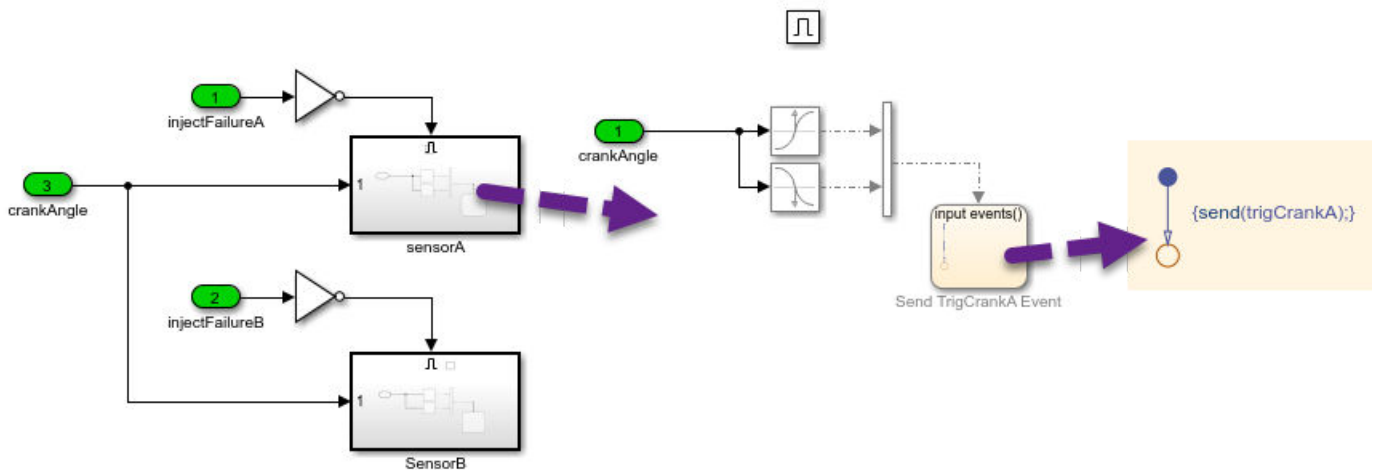 1
injectFailureA
3
crankAngle
1
sensorA
2
injectFailureB
1
SensorB
1
crankAngle
input events()
Send TrigCrankA Event
{send(trigCrankA);}